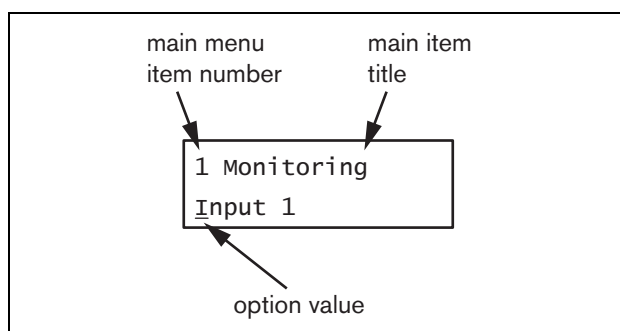 main menu
item number
main item
title
1 Monitoring
Input 1
option value